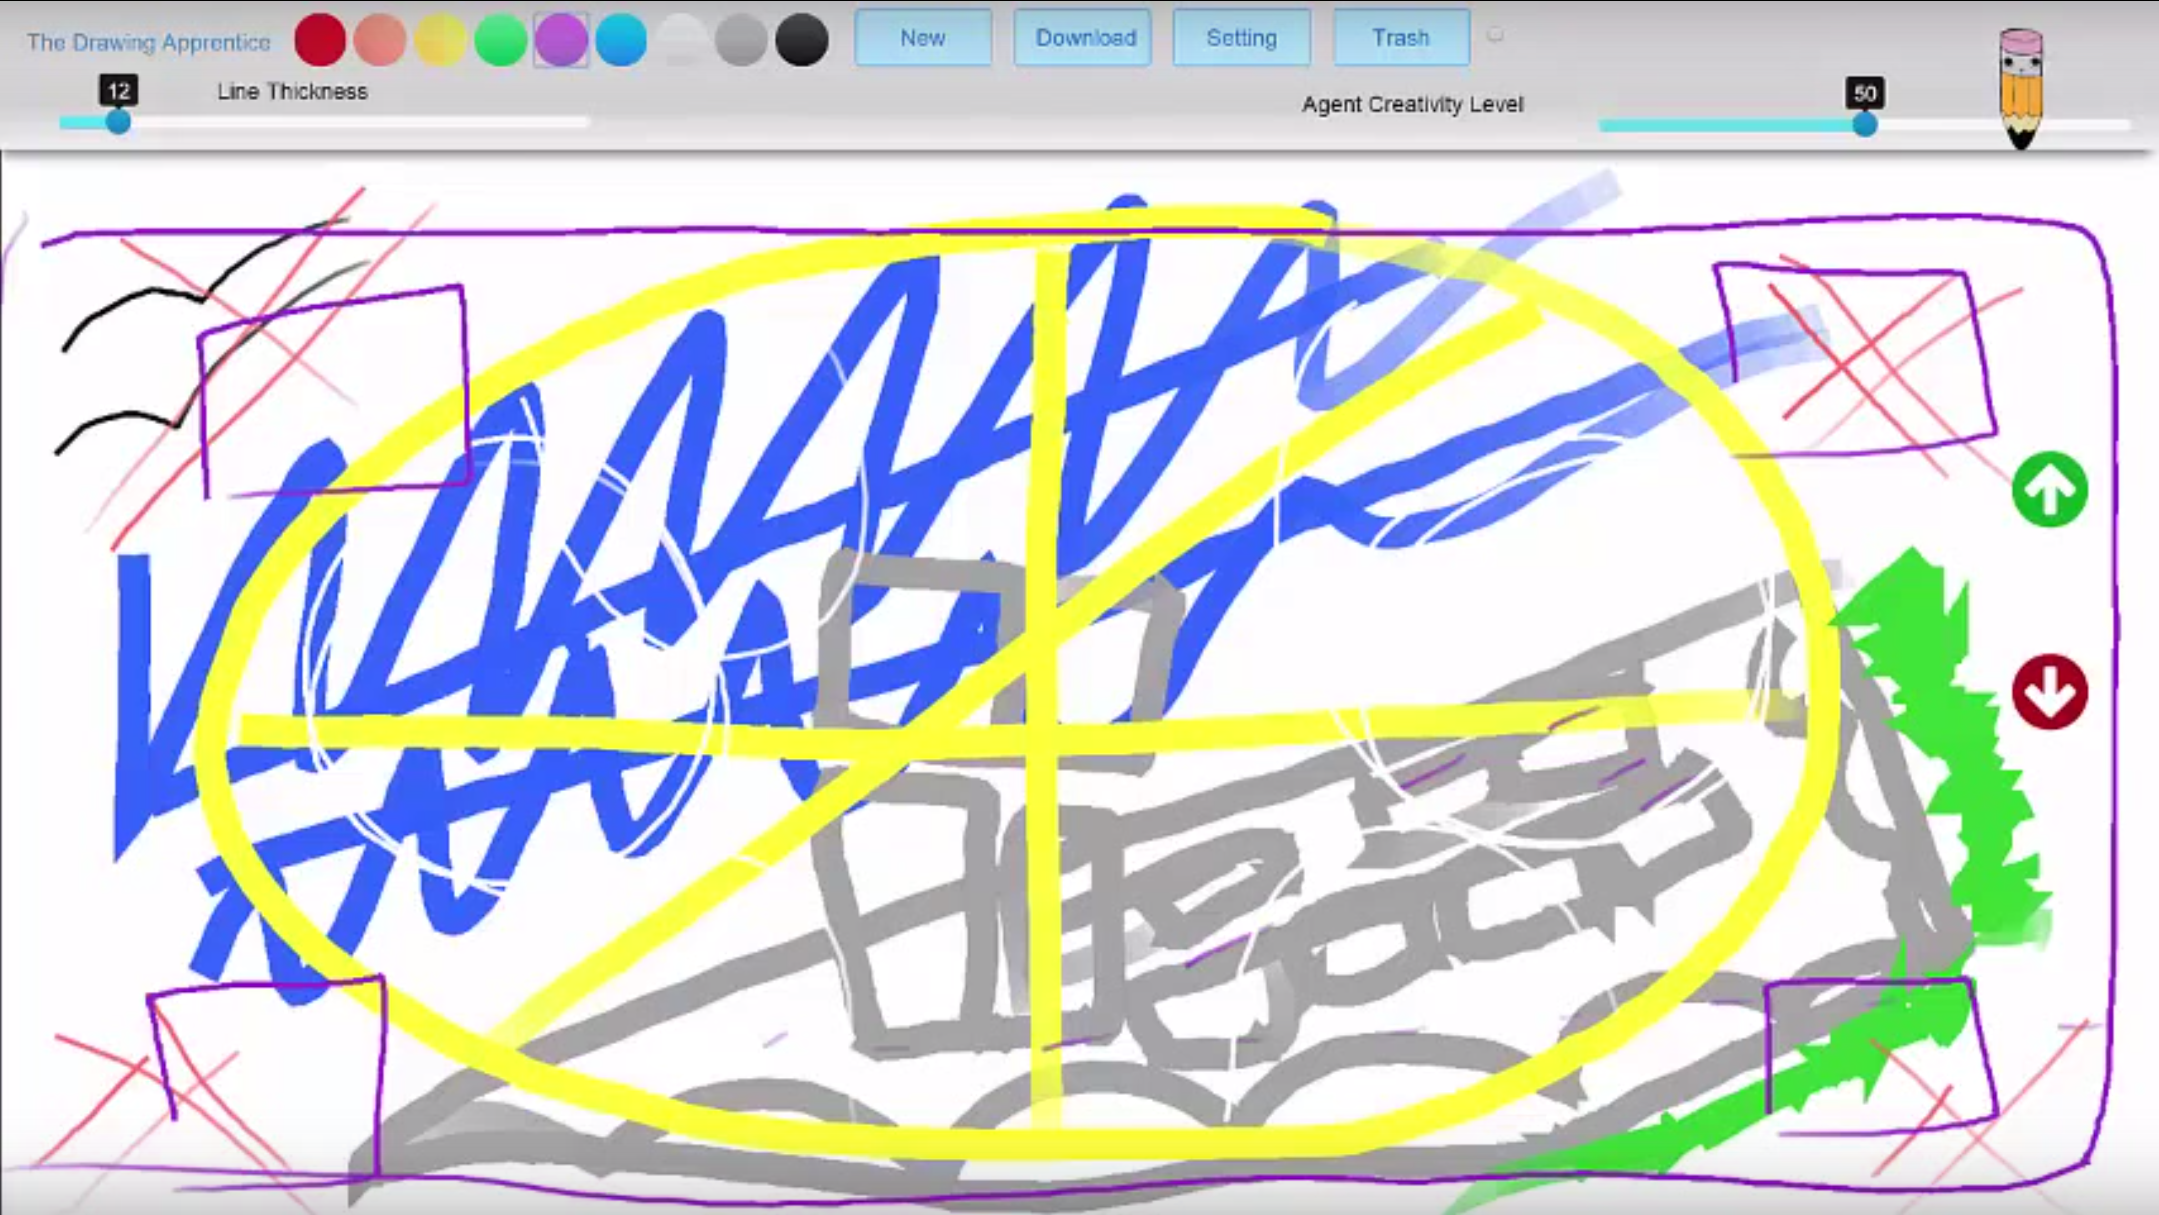 The Drawing Apprentice
New
Download
Setting
Trash
12
Line Thickness
Agent Creativity Level
50